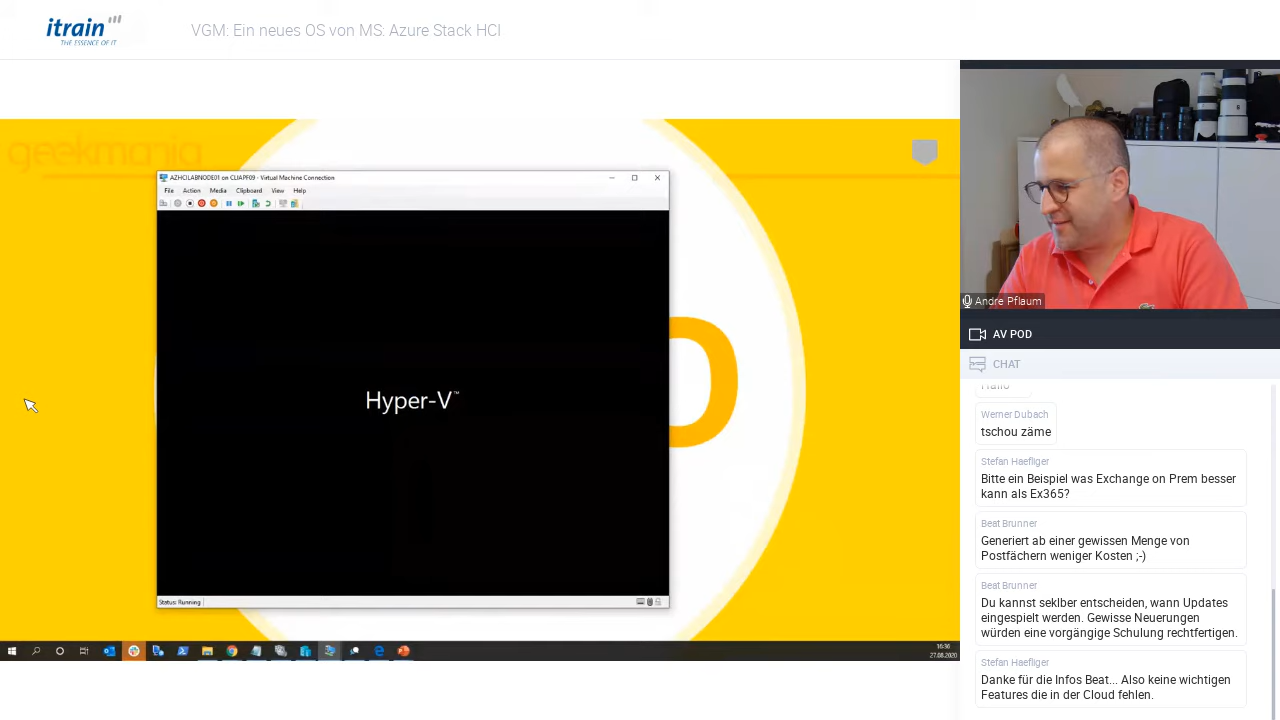 itrain
THE ESSENCE OF IT
VGM: Ein neues OS von MS: Azure Stack HCI
geekmania
AZHCILABNODE01 on CLIAPF09 - Virtual Machine Connection
File Action Media Clipboard View Help
Hyper-V™
Status: Running
27.08.2020
Andre Pflaum
AV POD
CHAT
Werner Dubach
tschou zäme
Stefan Haefliger
Bitte ein Beispiel was Exchange on Prem besser
kann als Ex365?
Beat Brunner
Generiert ab einer gewissen Menge von
Postfächern weniger Kosten ;-)
Beat Brunner
Du kannst seklber entscheiden, wann Updates
eingespielt werden. Gewisse Neuerungen
würden eine vorgängige Schulung rechtfertigen.
Stefan Haefliger
Danke für die Infos Beat... Also keine wichtigen
Features die in der Cloud fehlen.